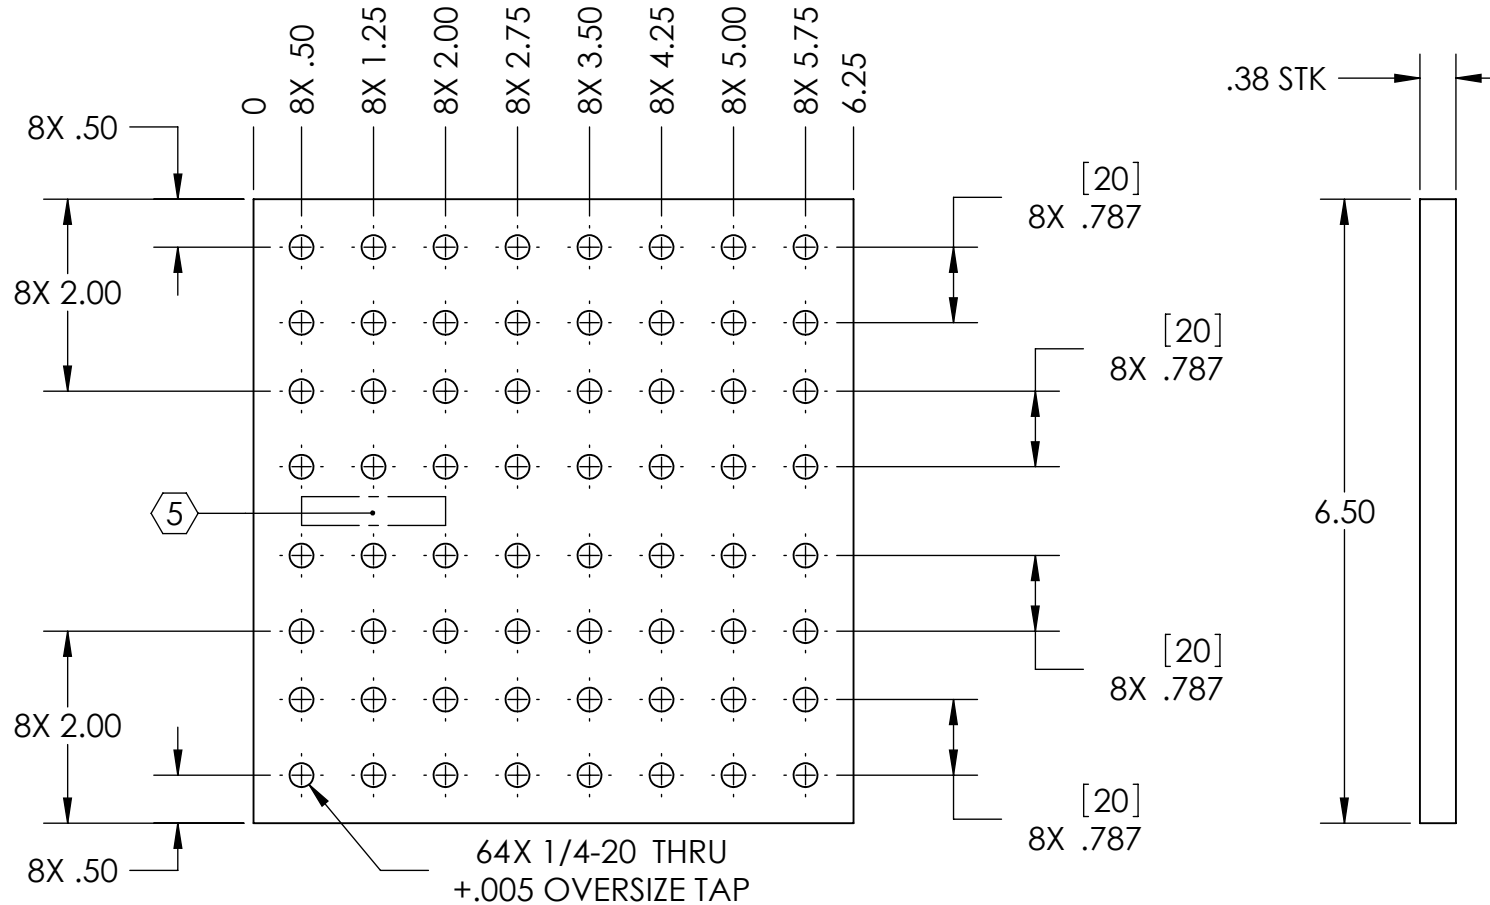 0
8X .50
8X 1.25
8X 2.00
8X 2.75
8X 3.50
8X 4.25
8X 5.00
8X 5.75
6.25
.38 STK
8X .50
[20]
8X .787
8X 2.00
[20]
8X .787
5
6.50
[20]
8X .787
8X 2.00
[20]
8X .787
8X .50
64X 1/4-20 THRU
+.005 OVERSIZE TAP